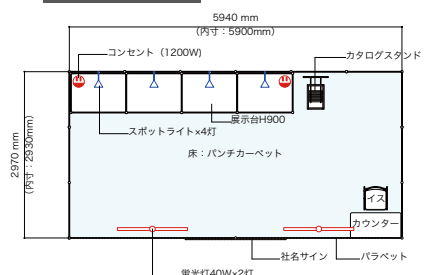 5940 mm
（内寸：5900mm）
コンセント（1200W）
カタログスタンド
展示台H900
スポットライト×4灯
2970 mm
（内寸：2930mm）
床：パンチカーペット
イス
カウンター
社名サイン
パラペット
蛍光灯40W×2灯